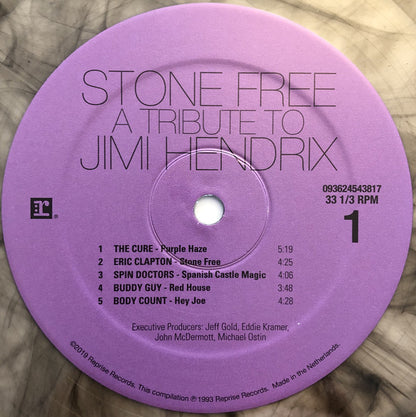 STONE FREE
A TRIBUTE TO
JIMI HENDRIX
r®
093624543817
33 1/3 RPM
1
1 THE CURE - Purple Haze 5:19
2 ERIC CLAPTON - Stone Free 4:25
3 SPIN DOCTORS - Spanish Castle Magic 4:06
4 BUDDY GUY - Red House 3:48
5 BODY COUNT - Hey Joe 4:28
Executive Producers: Jeff Gold, Eddie Kramer,
John McDermott, Michael Ostin
©2019 Reprise Records. This compilation ℗ 1993 Reprise Records. Made in the Netherlands.